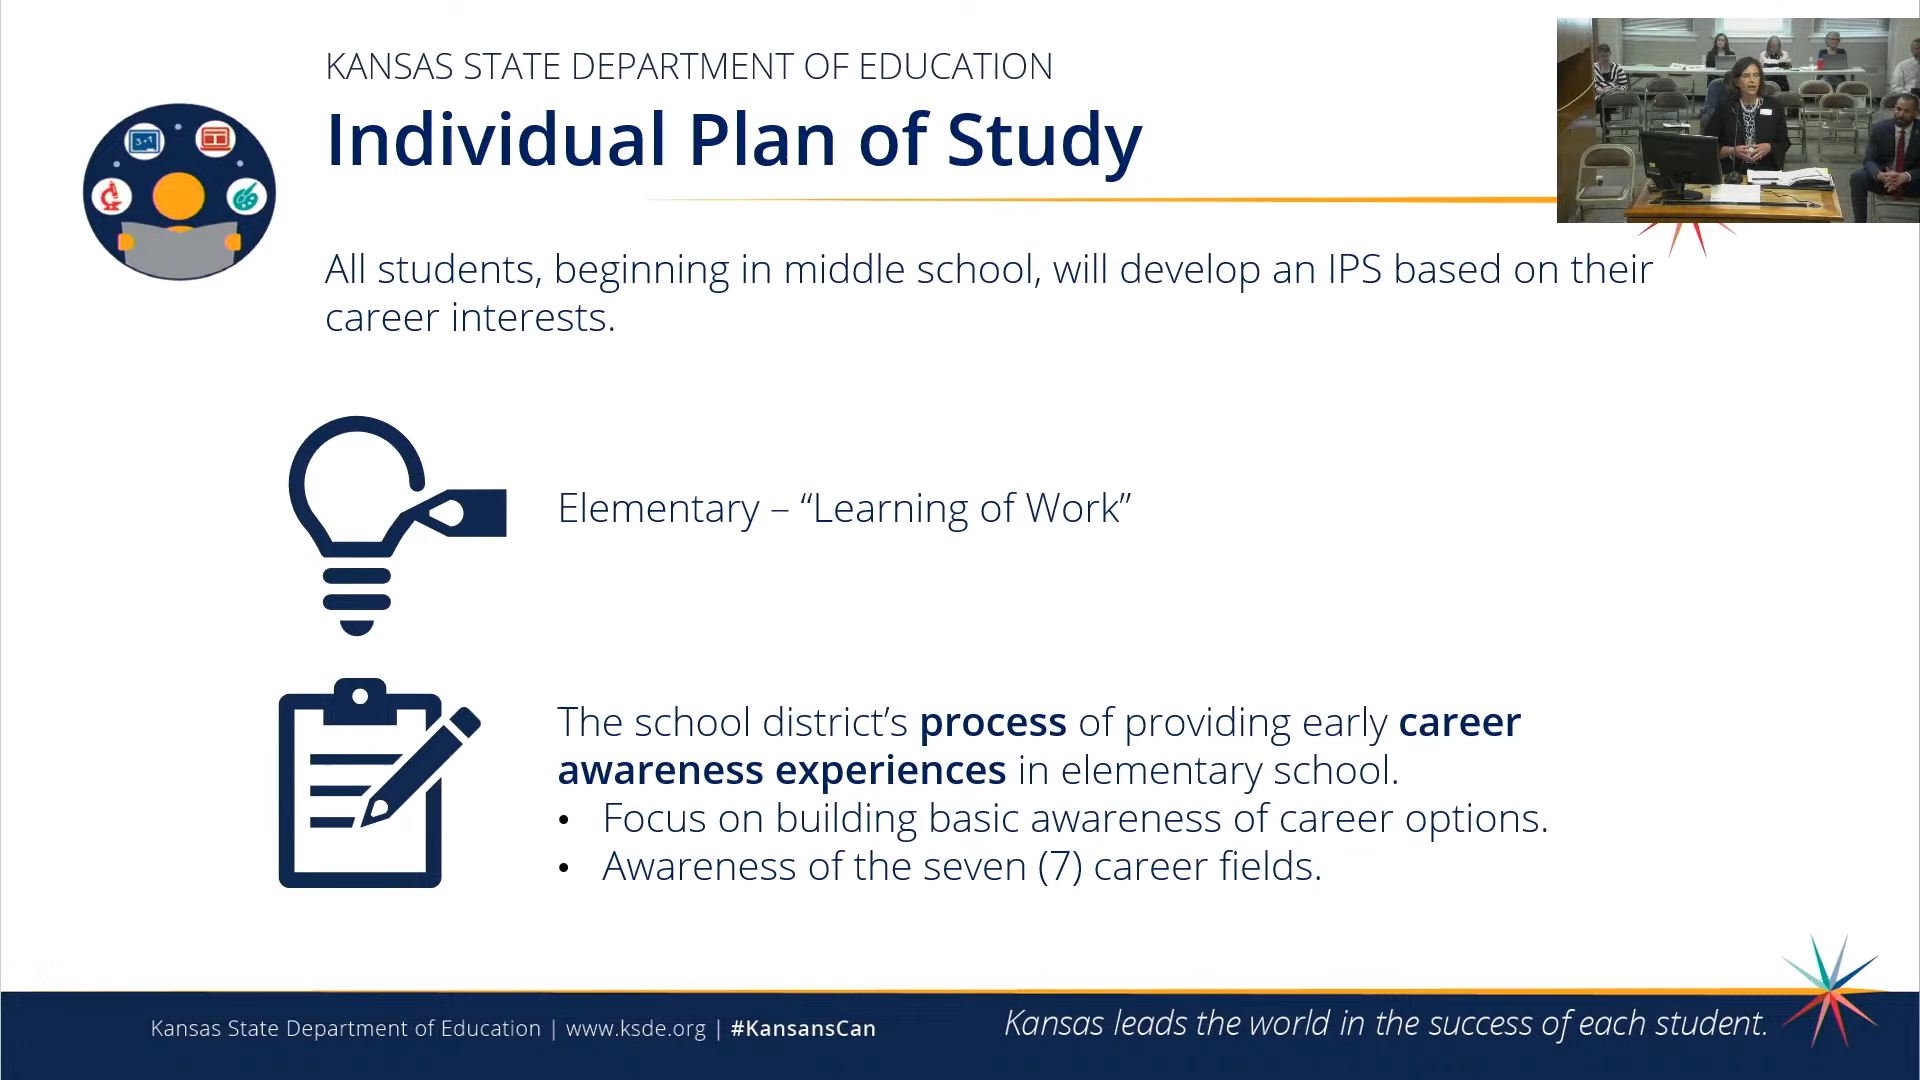 KANSAS STATE DEPARTMENT OF EDUCATION
Individual Plan of Study
3+1
All students, beginning in middle school, will develop an IPS based on their
career interests.
Elementary – “Learning of Work”
The school district’s process of providing early career
awareness experiences in elementary school.
• Focus on building basic awareness of career options.
• Awareness of the seven (7) career fields.
Kansas State Department of Education | www.ksde.org | #KansansCan
Kansas leads the world in the success of each student.